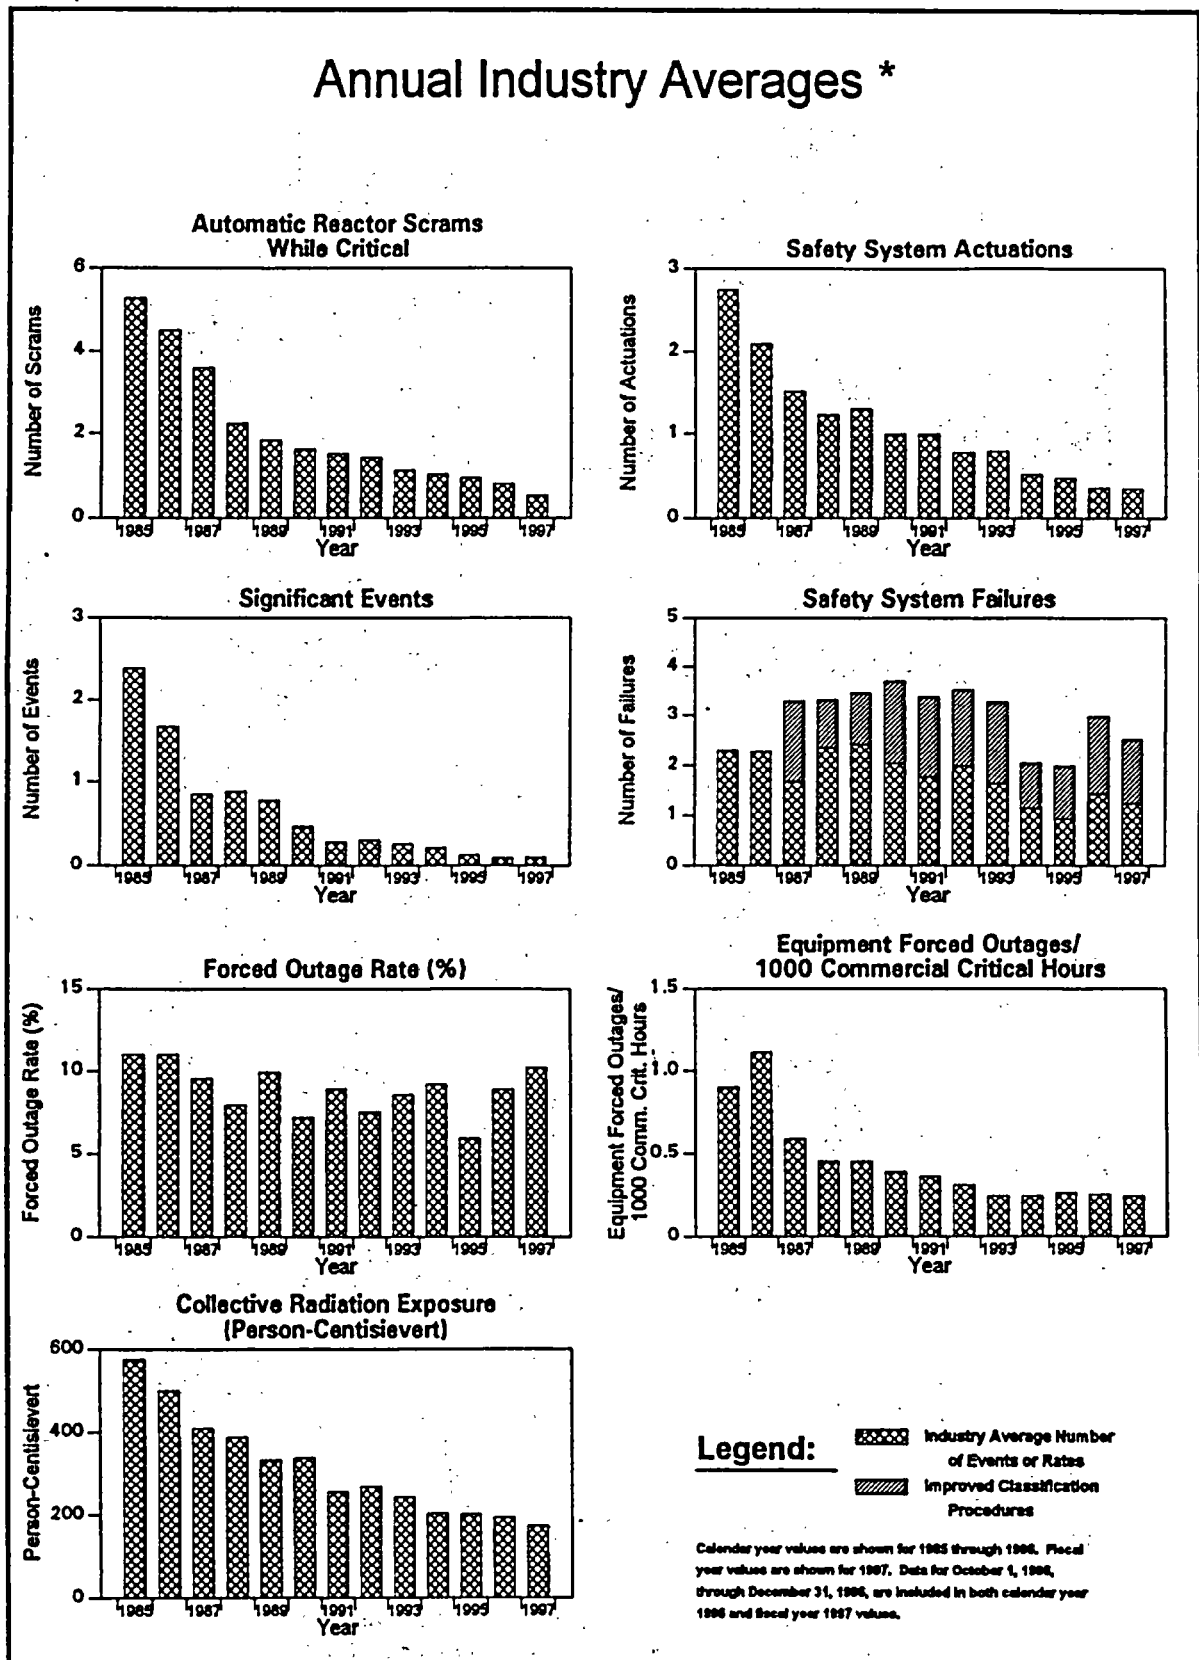 Annual Industry Averages *
Automatic Reactor Scrams
While Critical
Number of Scrams
6
4
2
0
1985 1987 1989 1991 1993 1995 1997
Year
Safety System Actuations
Number of Actuations
3
2
1
0
1985 1987 1989 1991 1993 1995 1997
Year
Significant Events
Number of Events
3
2
1
0
1985 1987 1989 1991 1993 1995 1997
Year
Safety System Failures
Number of Failures
5
4
3
2
1
0
1985 1987 1989 1991 1993 1995 1997
Year
Forced Outage Rate (%)
Forced Outage Rate (%)
15
10
5
0
1985 1987 1989 1991 1993 1995 1997
Year
Equipment Forced Outages/
1000 Commercial Critical Hours
Equipment Forced Outages/
1000 Comm. Crit. Hours
1.5
1.0
0.5
0
1985 1987 1989 1991 1993 1995 1997
Year
Collective Radiation Exposure
(Person-Centisievert)
Person-Centisievert
600
400
200
0
1985 1987 1989 1991 1993 1995 1997
Year
Legend:
Industry Average Number
of Events or Rates
Improved Classification
Procedures
Calendar year values are shown for 1985 through 1996. Fiscal
year values are shown for 1997. Data for October 1, 1996,
through December 31, 1996, are included in both calendar year
1996 and fiscal year 1997 values.